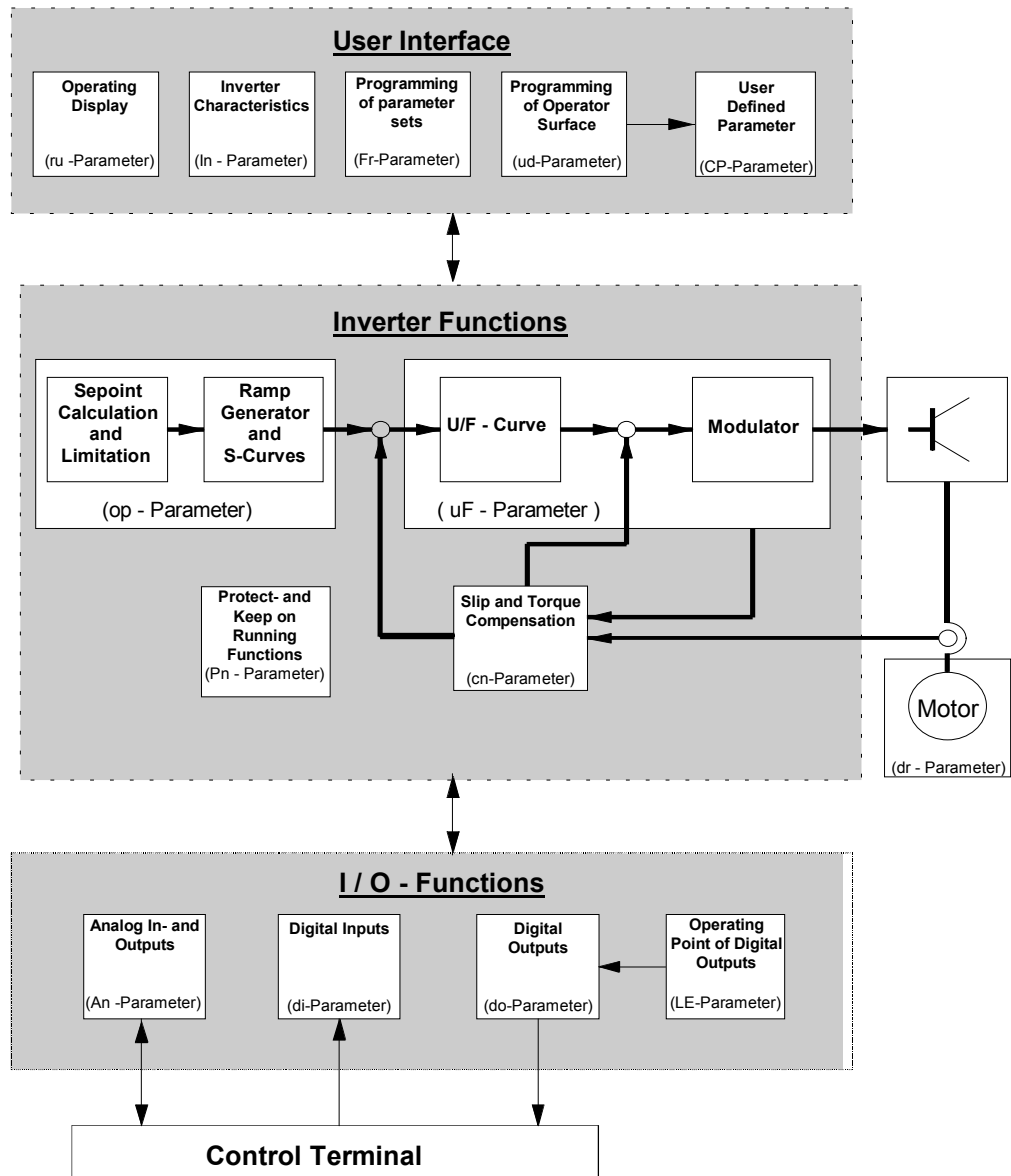 User Interface
Operating
Display
(ru -Parameter)
Inverter
Characteristics
(In - Parameter)
Programming
of parameter
sets
(Fr-Parameter)
Programming
of Operator
Surface
(ud-Parameter)
User
Defined
Parameter
(CP-Parameter)
Inverter Functions
Sepoint
Calculation
and
Limitation
Ramp
Generator
and
S-Curves
(op - Parameter)
U/F - Curve
Modulator
( uF - Parameter )
Protect- and
Keep on
Running
Functions
(Pn - Parameter)
Slip and Torque
Compensation
(cn-Parameter)
Motor
(dr - Parameter)
I / O - Functions
Analog In- and
Outputs
(An -Parameter)
Digital Inputs
(di-Parameter)
Digital
Outputs
(do-Parameter)
Operating
Point of Digital
Outputs
(LE-Parameter)
Control Terminal